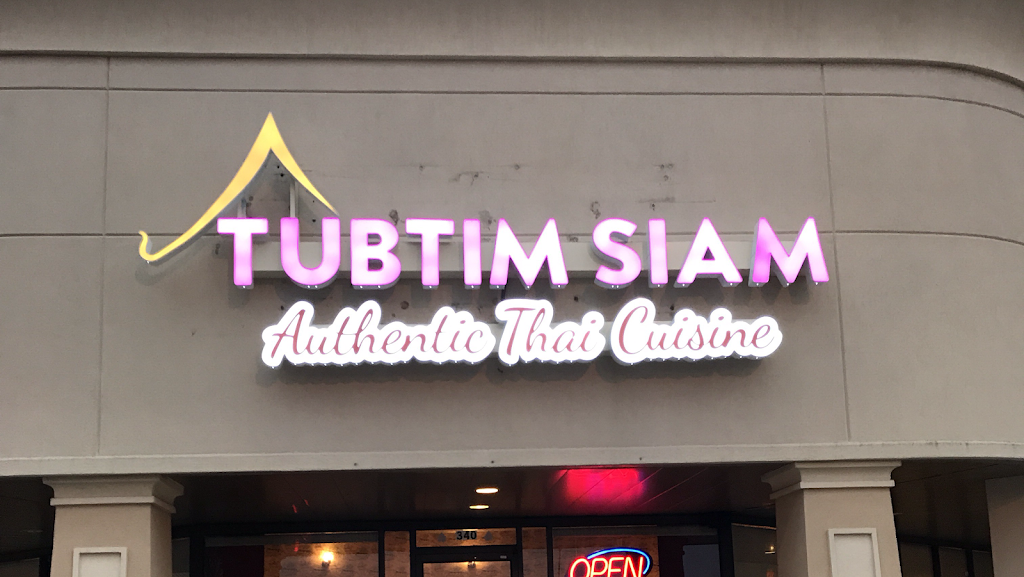 TUBTIM SIAM
Authentic Thai Cuisine
340
OPEN